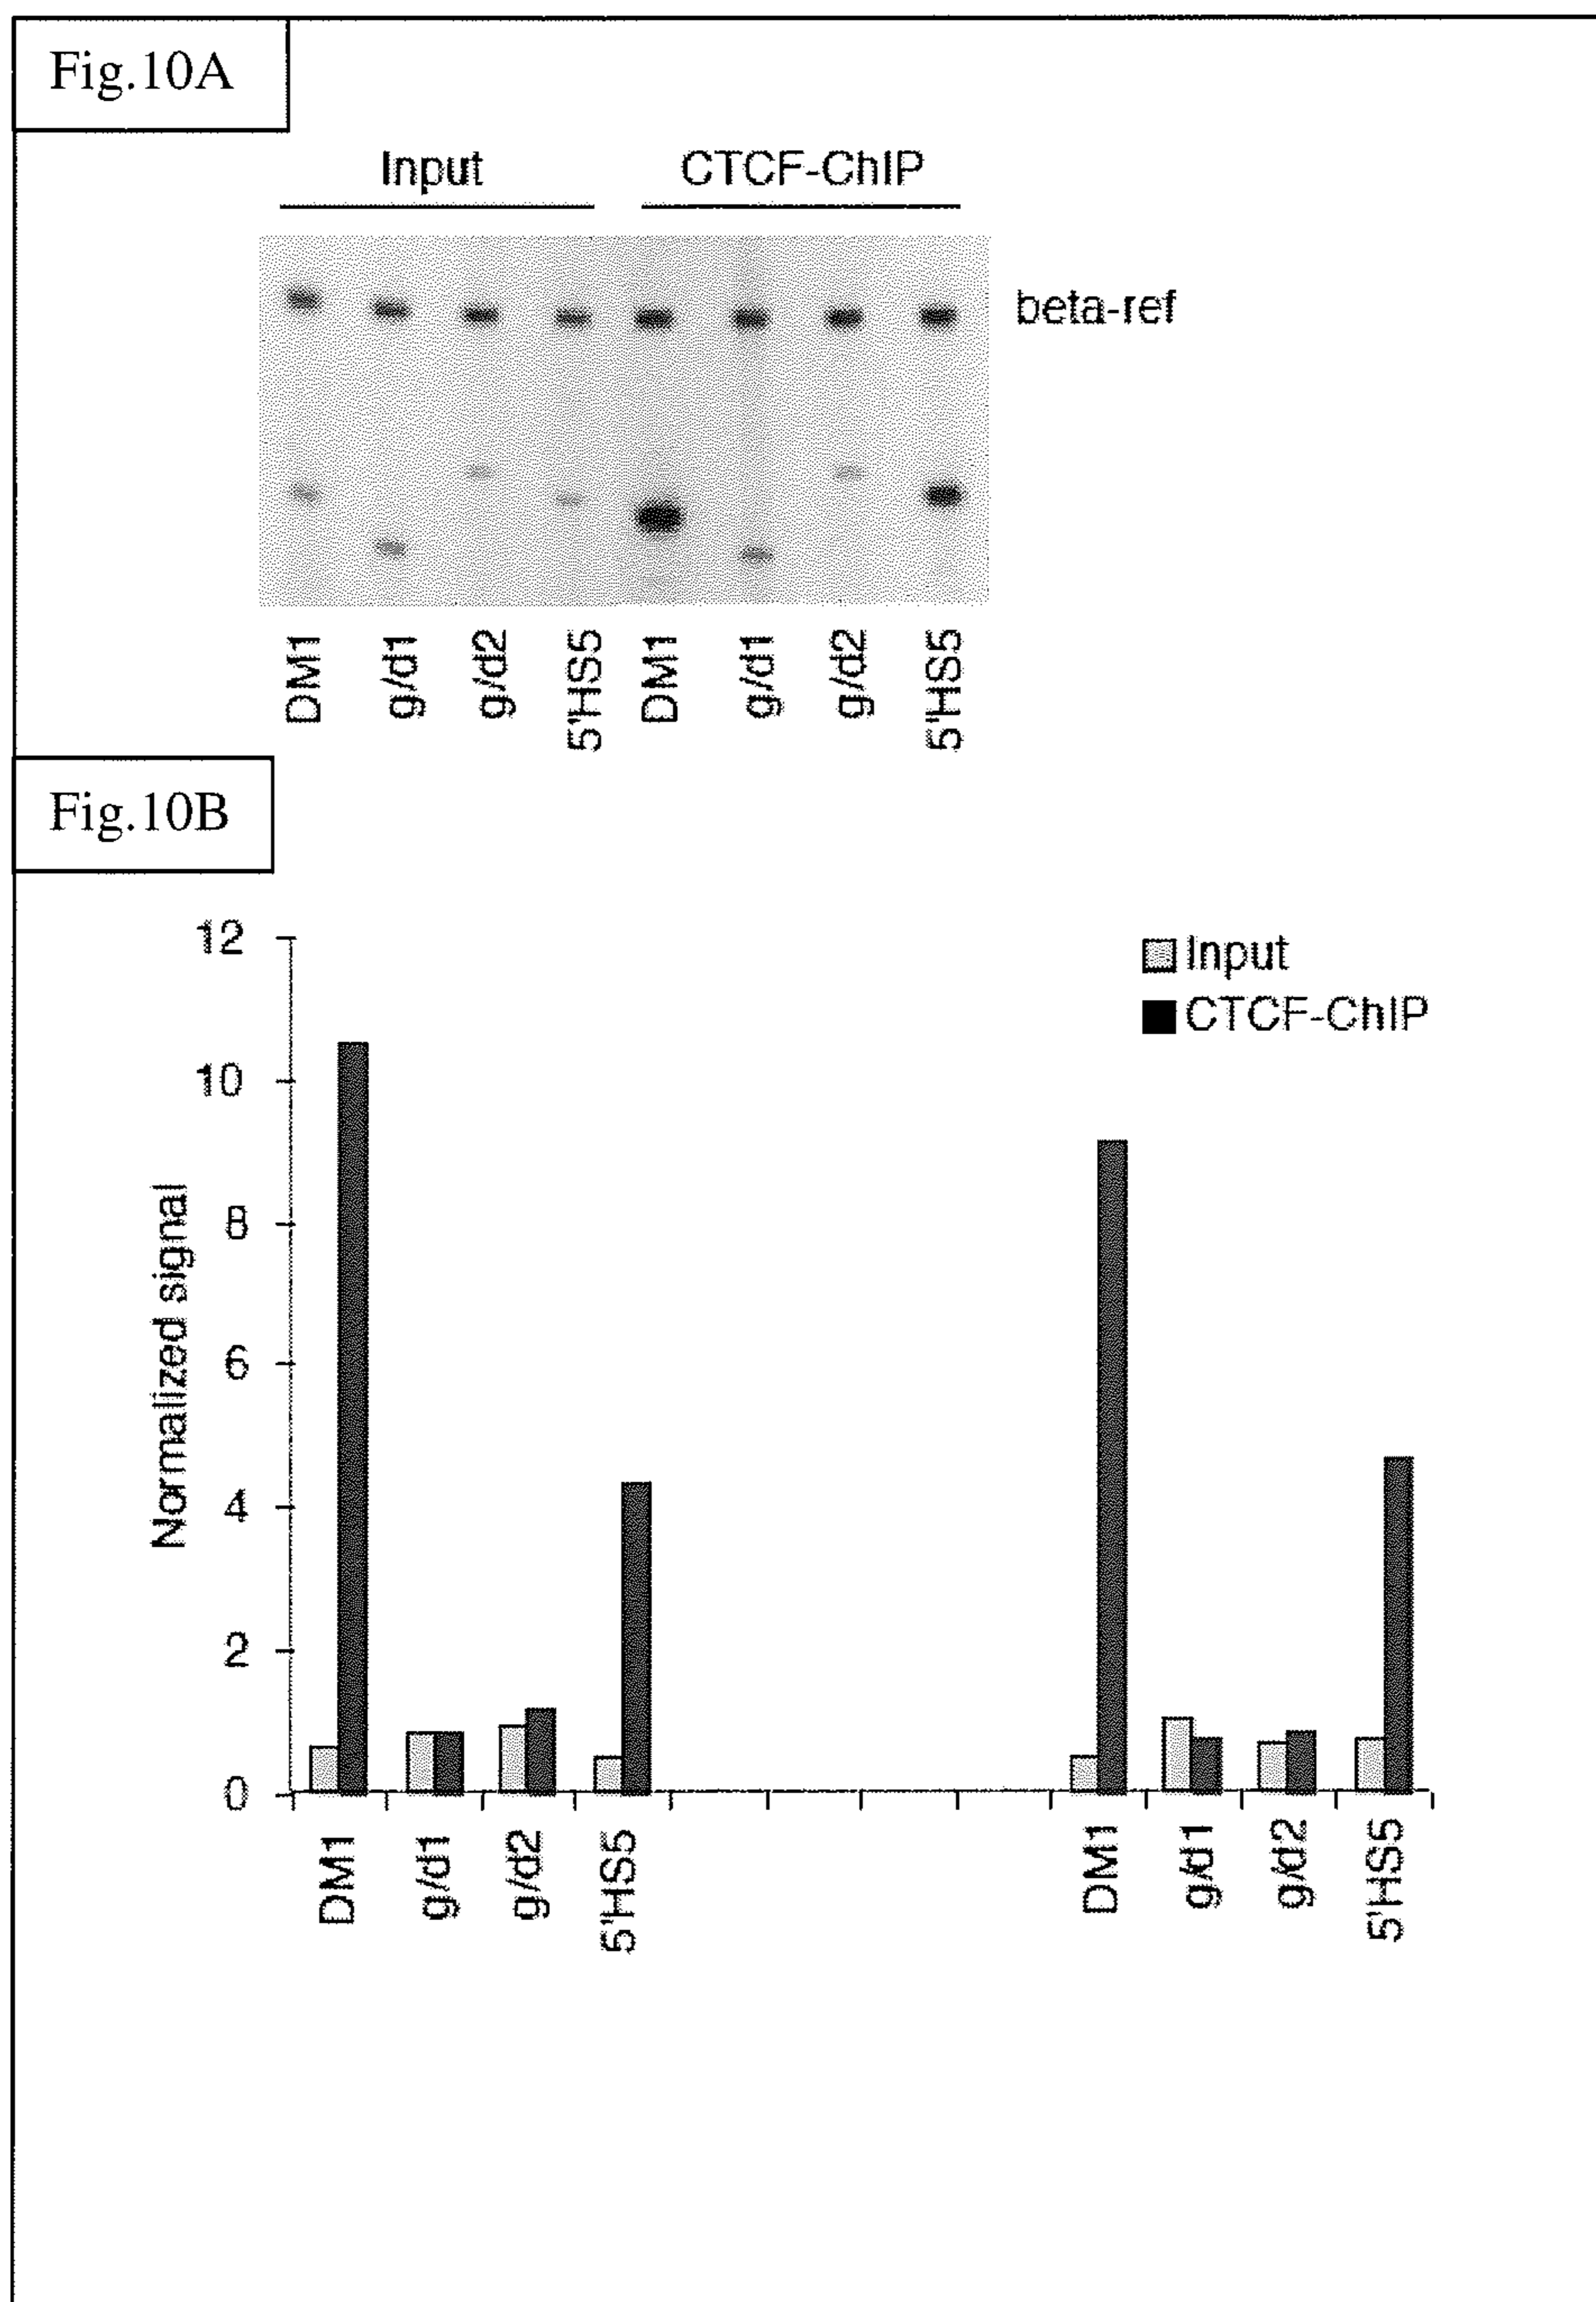 Fig.10A
Input CTCF-ChIP
beta-ref
DM1 g/d1 g/d2 5'HS5 DM1 g/d1 g/d2 5'HS5
Fig.10B
Input
CTCF-ChIP
Normalized signal
12
10
8
6
4
2
0
DM1 g/d1 g/d2 5'HS5 DM1 g/d1 g/d2 5'HS5